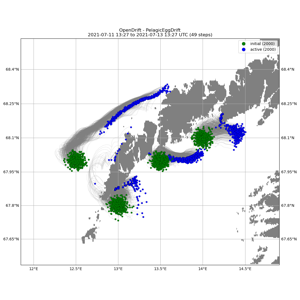 OpenDrift - PelagicEggDrift
2021-07-11 13:27 to 2021-07-13 13:27 UTC (49 steps)
initial (2000)
active (2000)
68.4°N
68.25°N
68.1°N
67.95°N
67.8°N
67.65°N
12°E
12.5°E
13°E
13.5°E
14°E
14.5°E
68.4°N
68.25°N
68.1°N
67.95°N
67.8°N
67.65°N